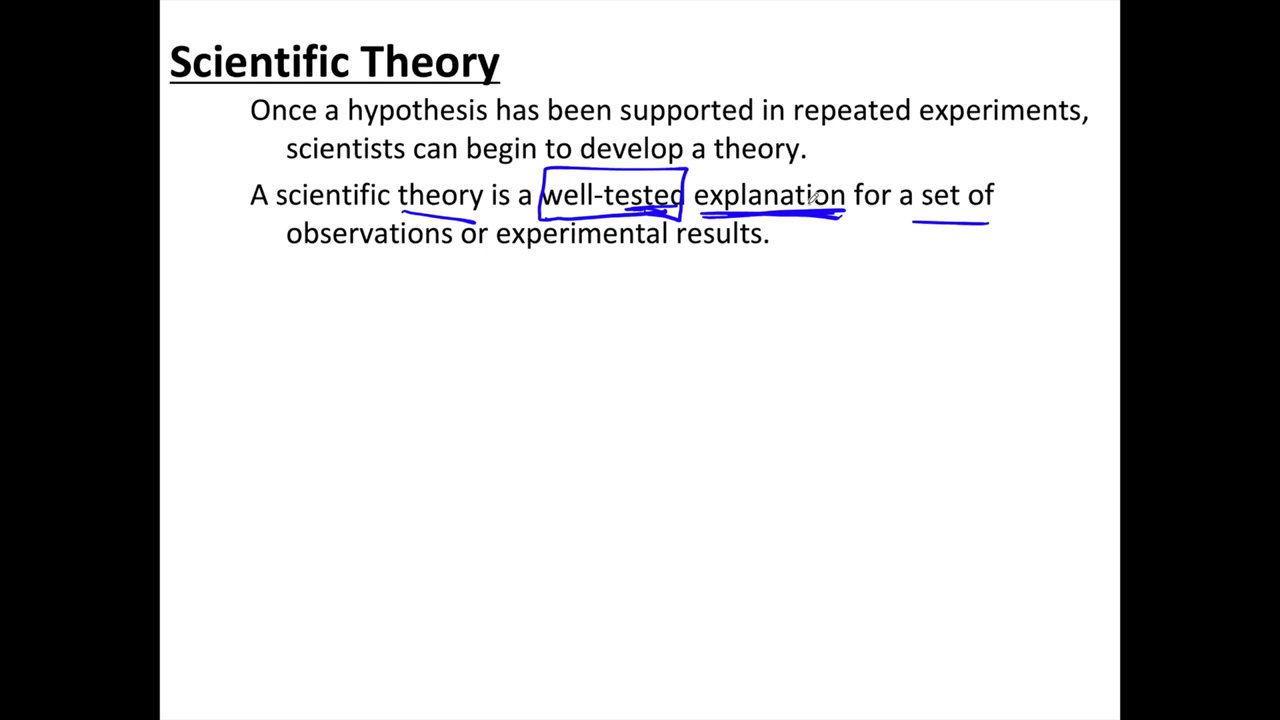 Scientific Theory
Once a hypothesis has been supported in repeated experiments,
scientists can begin to develop a theory.
A scientific theory is a well-tested explanation for a set of
observations or experimental results.